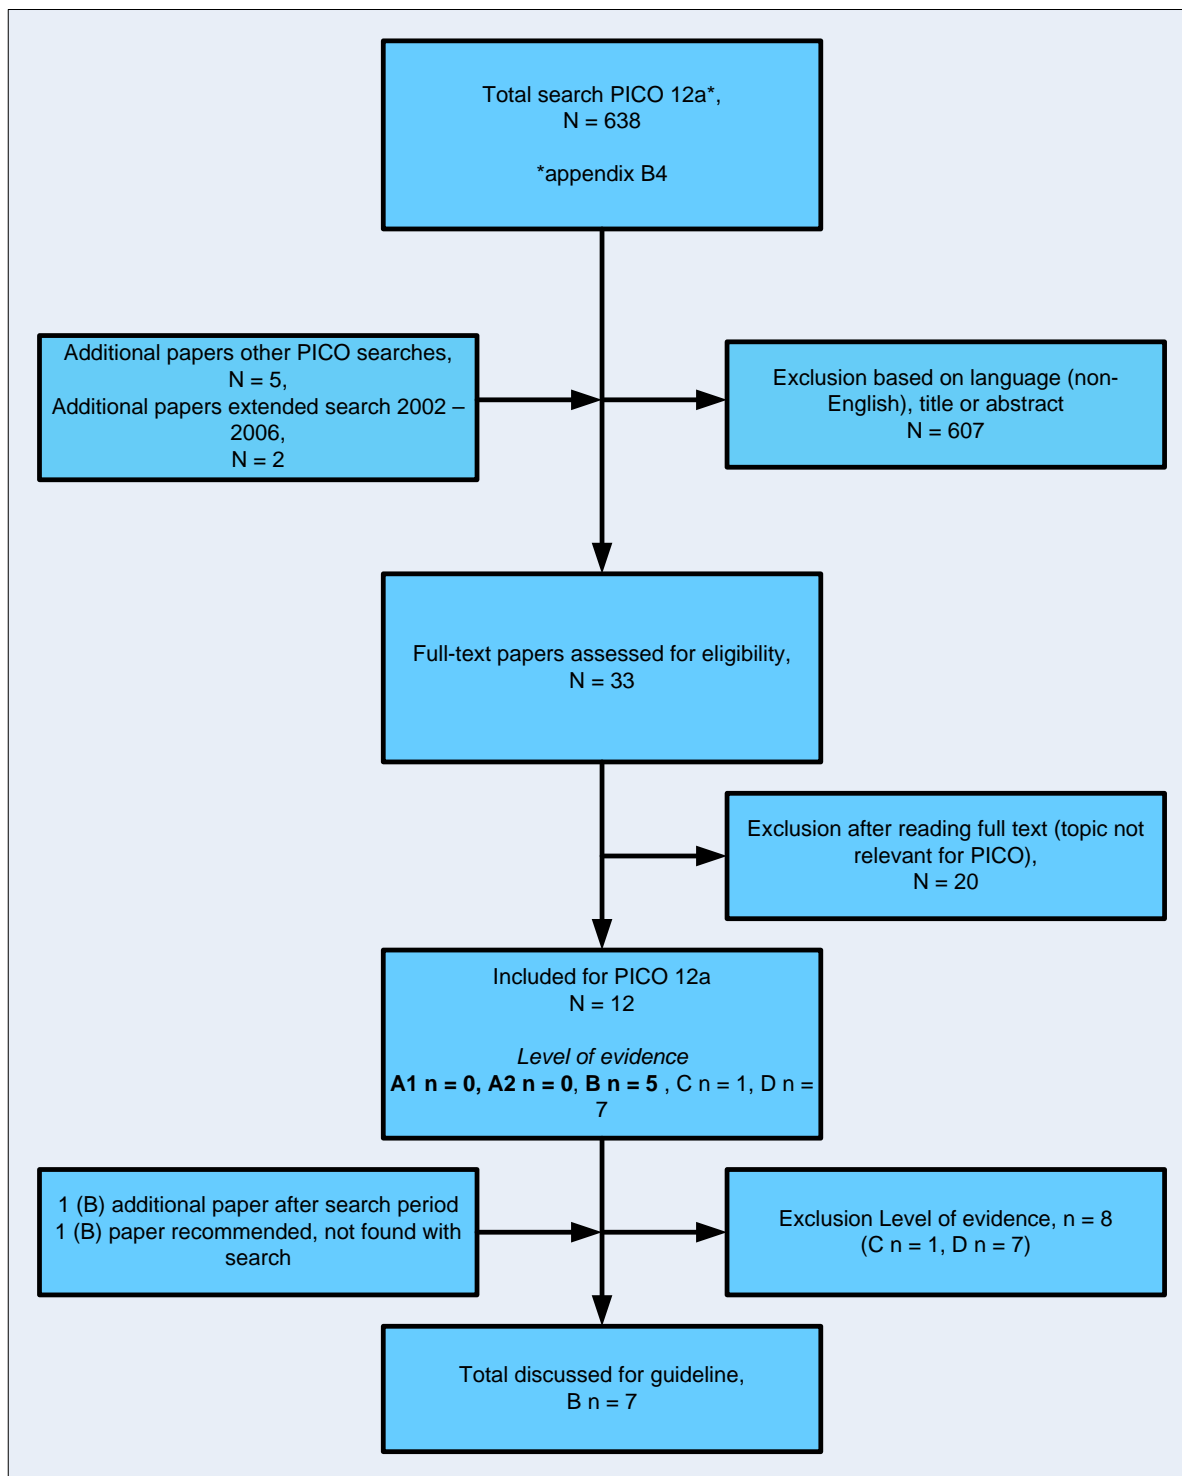 Total search PICO 12a*,
N = 638
*appendix B4
Additional papers other PICO searches,
N = 5,
Additional papers extended search 2002 –
2006,
N = 2
Exclusion based on language (non-
English), title or abstract
N = 607
Full-text papers assessed for eligibility,
N = 33
Exclusion after reading full text (topic not
relevant for PICO),
N = 20
Included for PICO 12a
N = 12
Level of evidence
A1 n = 0, A2 n = 0, B n = 5 , C n = 1, D n =
7
1 (B) additional paper after search period
1 (B) paper recommended, not found with
search
Exclusion Level of evidence, n = 8
(C n = 1, D n = 7)
Total discussed for guideline,
B n = 7